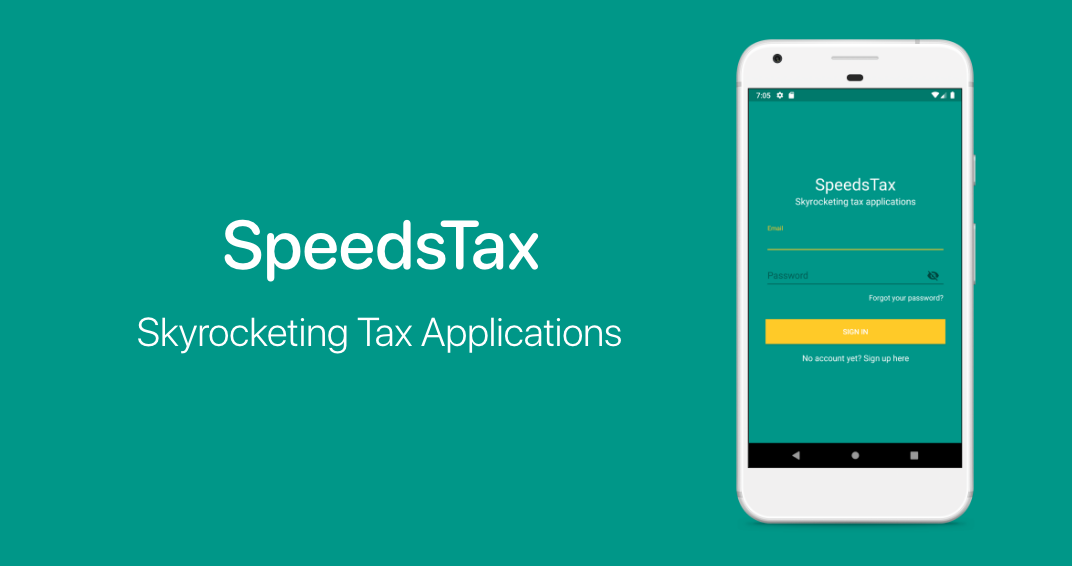 SpeedsTax
Skyrocketing Tax Applications
7:05
SpeedsTax
Skyrocketing tax applications
Email
Password
Forgot your password?
SIGN IN
No account yet? Sign up here